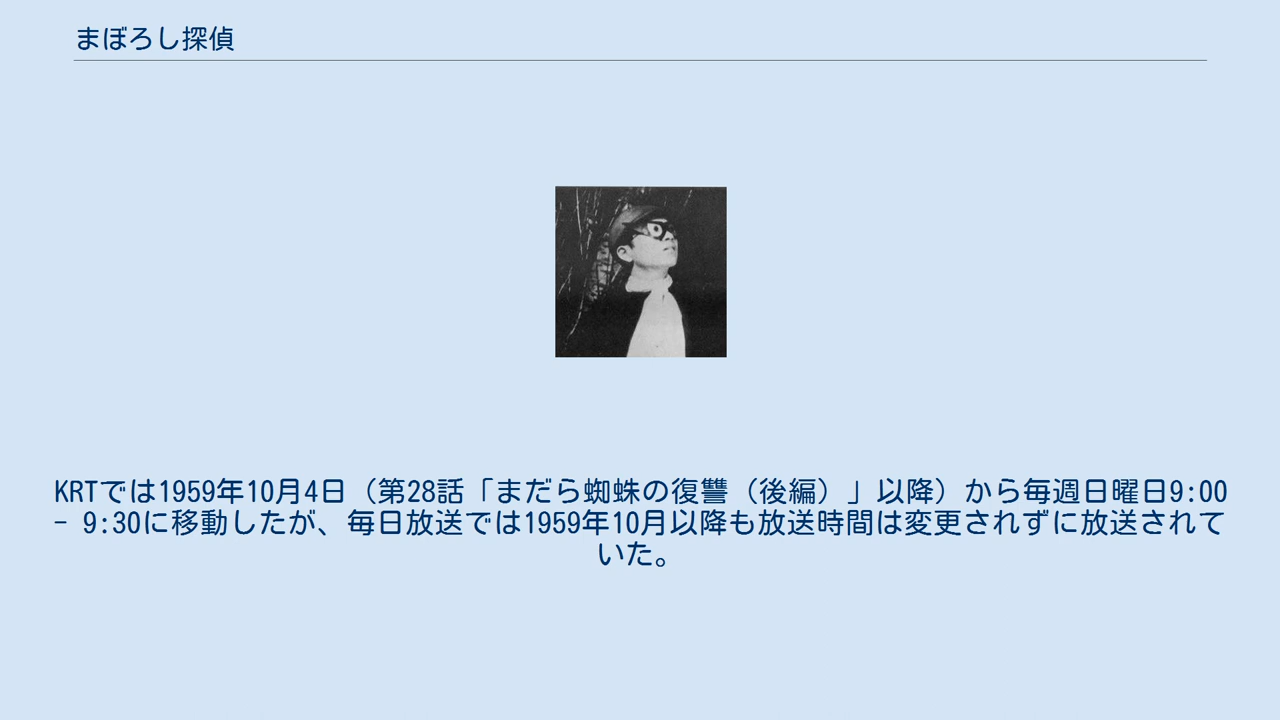 まぼろし探偵
KRTでは1959年10月4日（第28話「まだら蜘蛛の復讐（後編）」以降）から毎週日曜日9:00
- 9:30に移動したが、毎日放送では1959年10月以降も放送時間は変更されずに放送されて
いた。